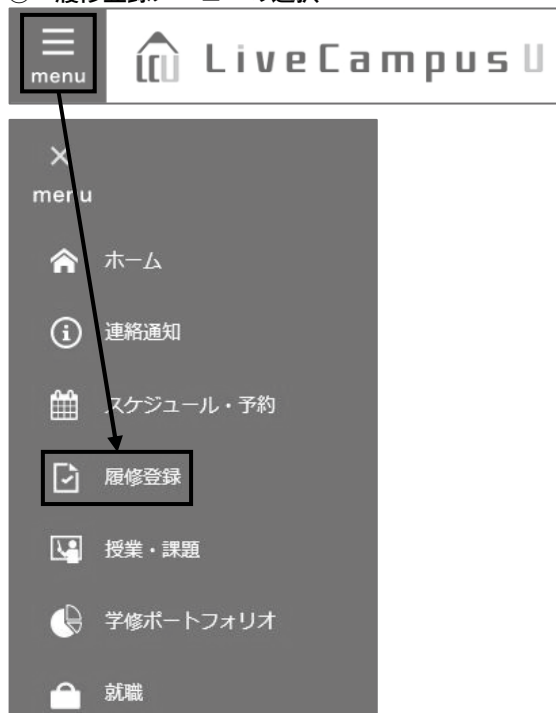 menu
LiveCampusU
menu
ホーム
連絡通知
スケジュール・予約
履修登録
授業・課題
学修ポートフォリオ
就職